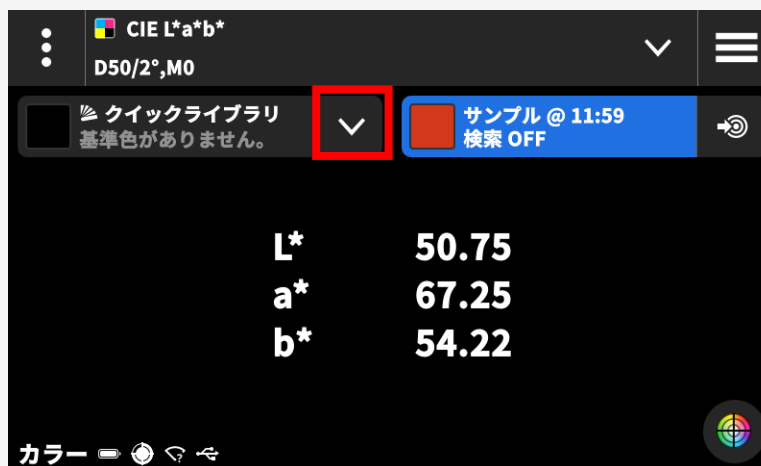 CIE L*a*b*
D50/2°,M0
クイックライブラリ
基準色がありません。
サンプル @ 11:59
検索 OFF
L* 50.75
a* 67.25
b* 54.22
カラー